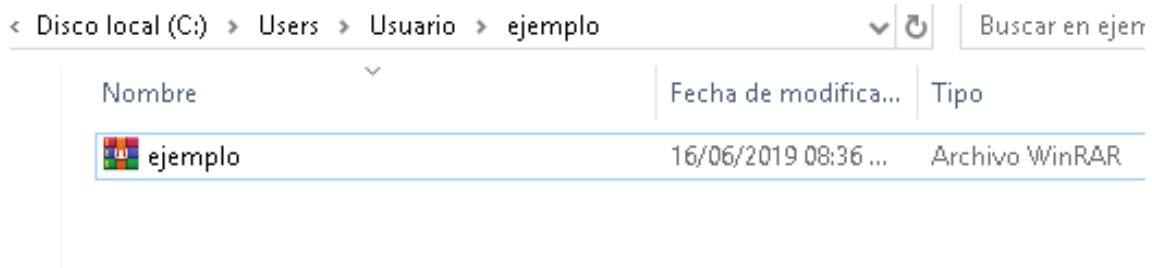 ‹ Disco local (C:) > Users > Usuario > ejemplo Buscar en ejem
Nombre Fecha de modifica... Tipo
ejemplo 16/06/2019 08:36 ... Archivo WinRAR